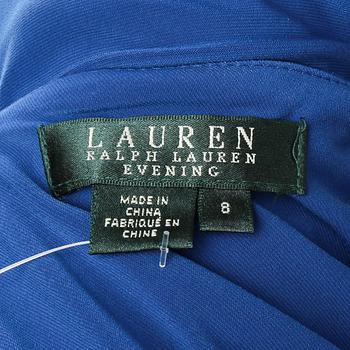 LAUREN
RALPH LAUREN
EVENING
MADE IN
CHINA
FABRIQUÉ EN
CHINE
8